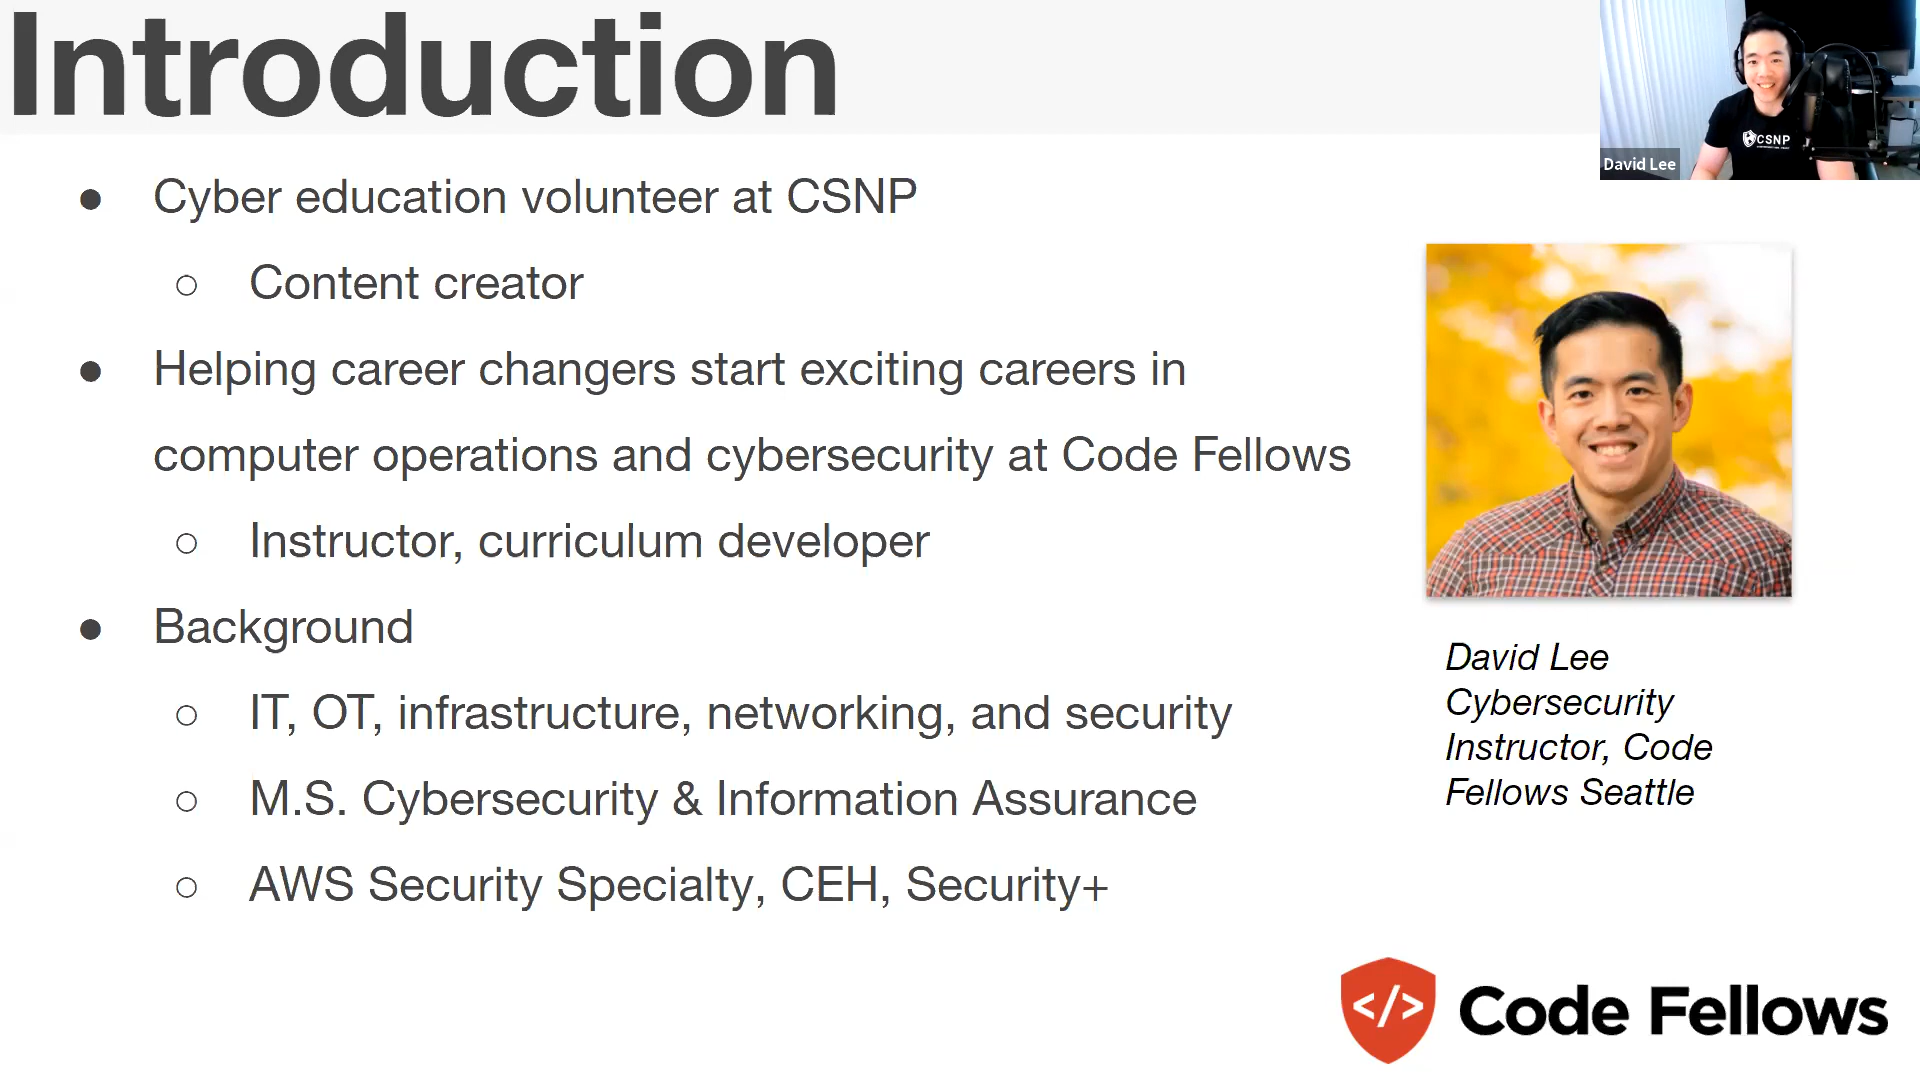 Introduction
David Lee
CSNP
● Cyber education volunteer at CSNP
○ Content creator
● Helping career changers start exciting careers in
computer operations and cybersecurity at Code Fellows
○ Instructor, curriculum developer
● Background
○ IT, OT, infrastructure, networking, and security
○ M.S. Cybersecurity & Information Assurance
○ AWS Security Specialty, CEH, Security+
David Lee
Cybersecurity
Instructor, Code
Fellows Seattle
</> Code Fellows